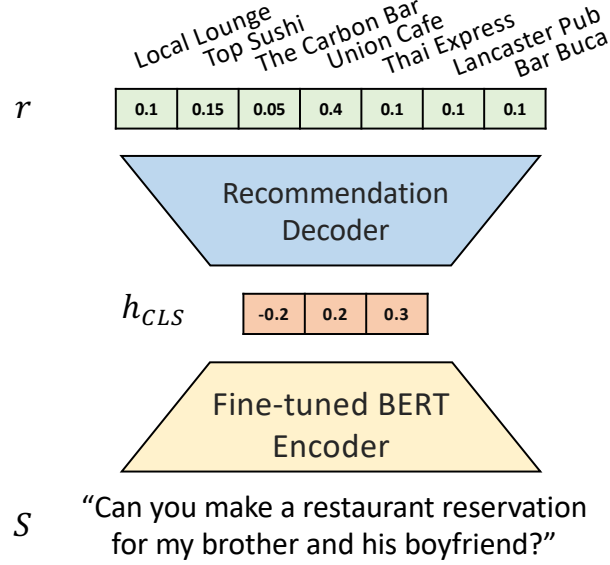 Local Lounge
Top Sushi
The Carbon Bar
Union Cafe
Thai Express
Lancaster Pub
Bar Buca
r 0.1 0.15 0.05 0.4 0.1 0.1 0.1
Recommendation
Decoder
h_CLS -0.2 0.2 0.3
Fine-tuned BERT
Encoder
S “Can you make a restaurant reservation
for my brother and his boyfriend?”